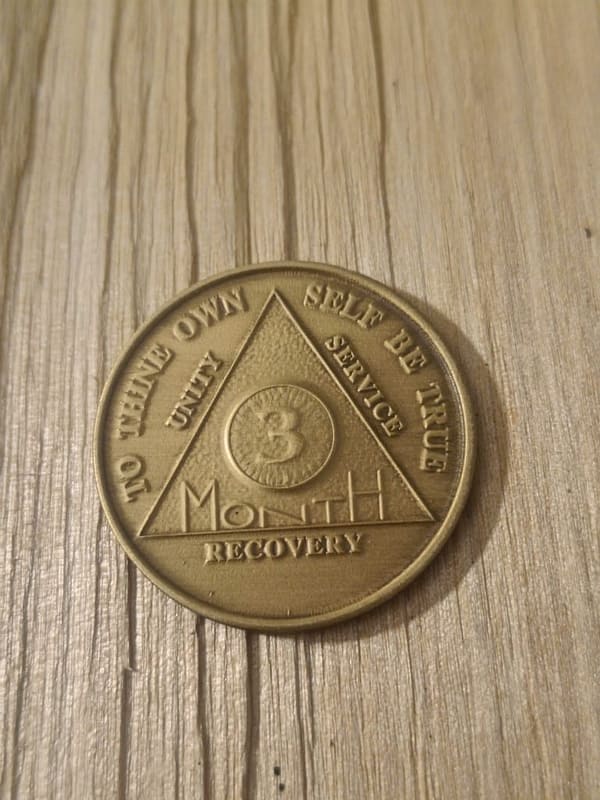 TO THINE OWN SELF BE TRUE
UNITY
SERVICE
3
MONTH
RECOVERY